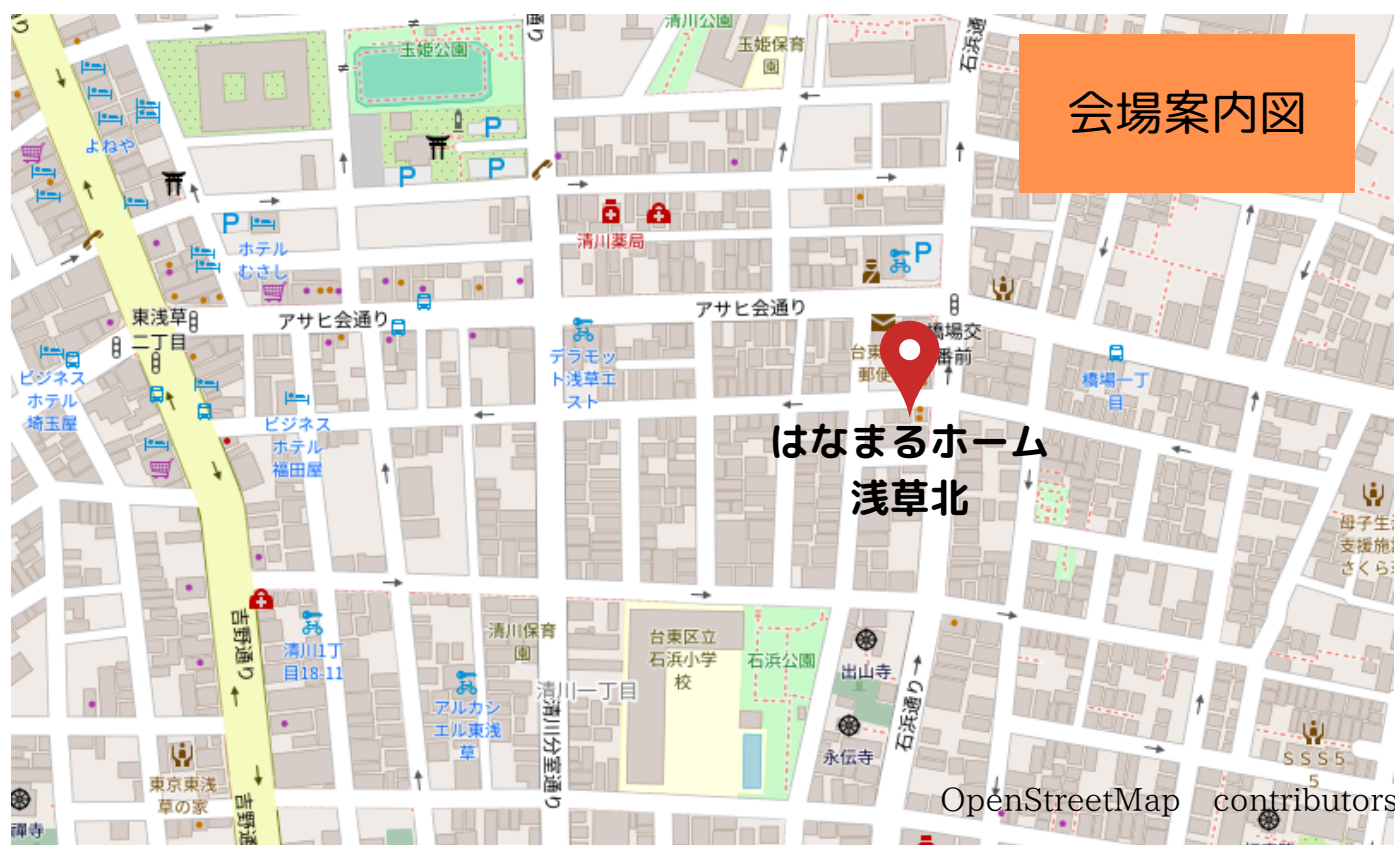 会場案内図
清川公園
玉姫公園
玉姫保育
園
石浜通
通り
よねや
P
P
P
P
P
ホテル
むさし
清川薬局
東浅草
二丁目
アサヒ会通り
アサヒ会通り
橋場交
番前
郵便
ビジネス
ホテル
埼玉屋
デラモッ
ト浅草エ
スト
橋場一丁
目
ビジネス
ホテル
福田屋
はなまるホーム
浅草北
母子生
支援施
さくら
吉野通り
清川1丁
目18-11
清川保育
園
台東区立
石浜小学
校
石浜公園
出山寺
清川一丁目
アルカシ
エル東浅
草
清川分室通り
石浜通り
永伝寺
東京東浅
草の家
SSS5
5
吉野通
OpenStreetMap contributors